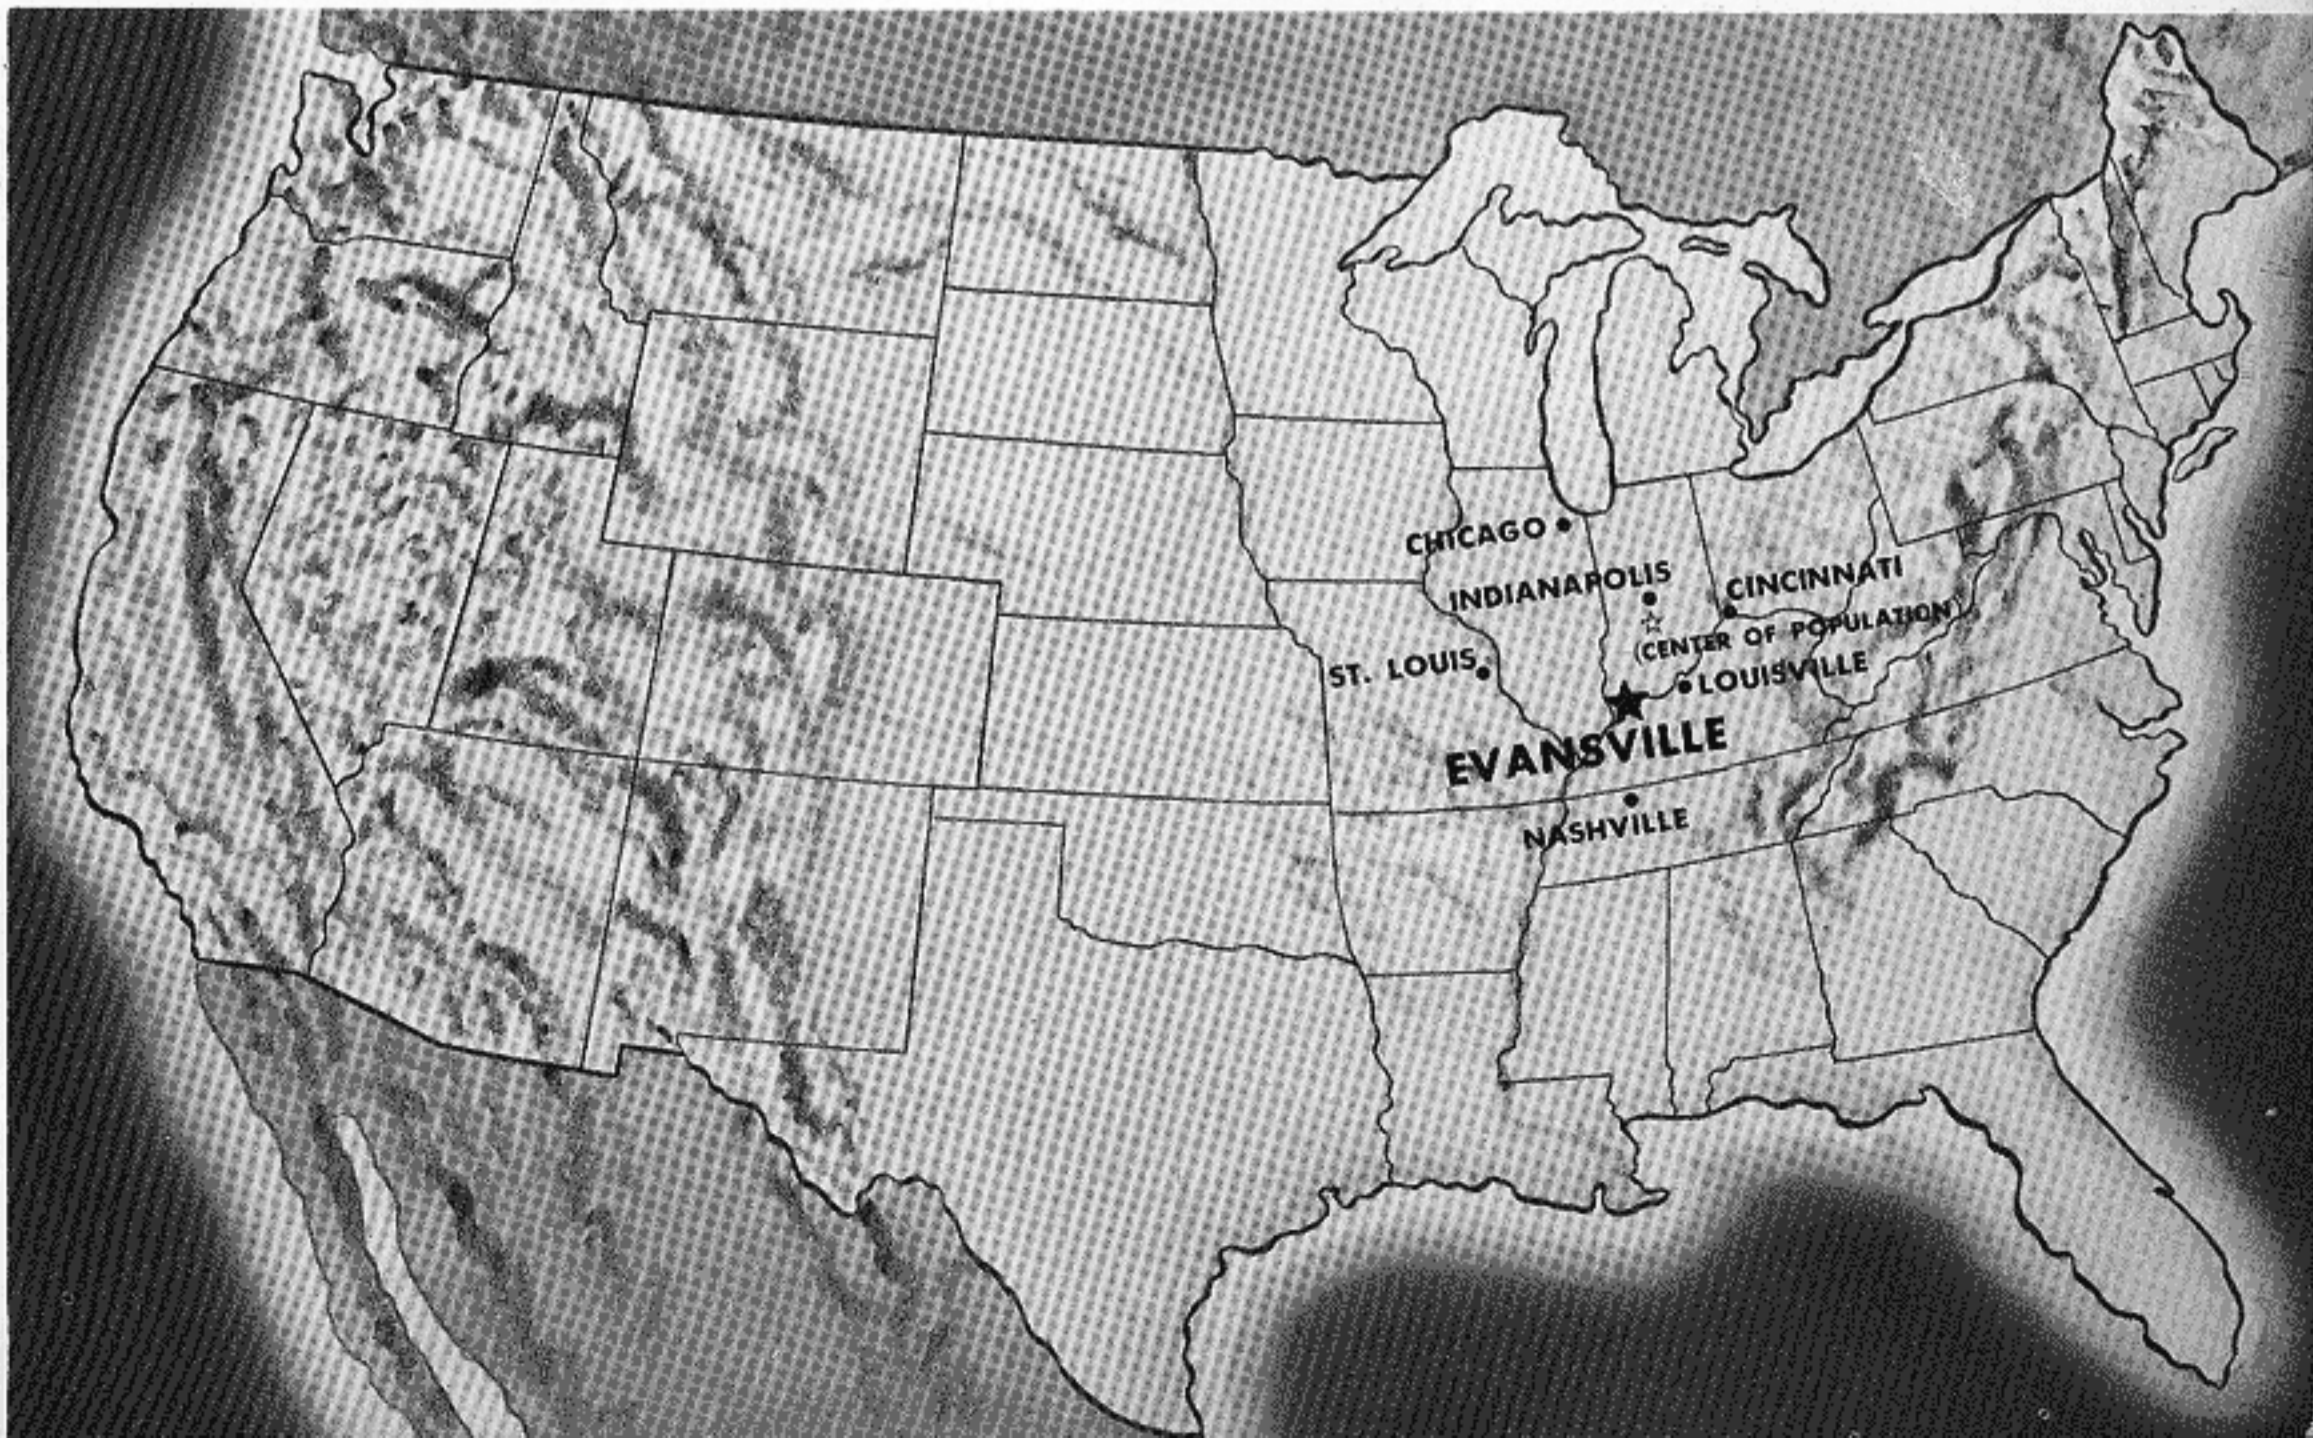 CHICAGO
INDIANAPOLIS
CINCINNATI
(CENTER OF POPULATION)
ST. LOUIS
LOUISVILLE
EVANSVILLE
NASHVILLE